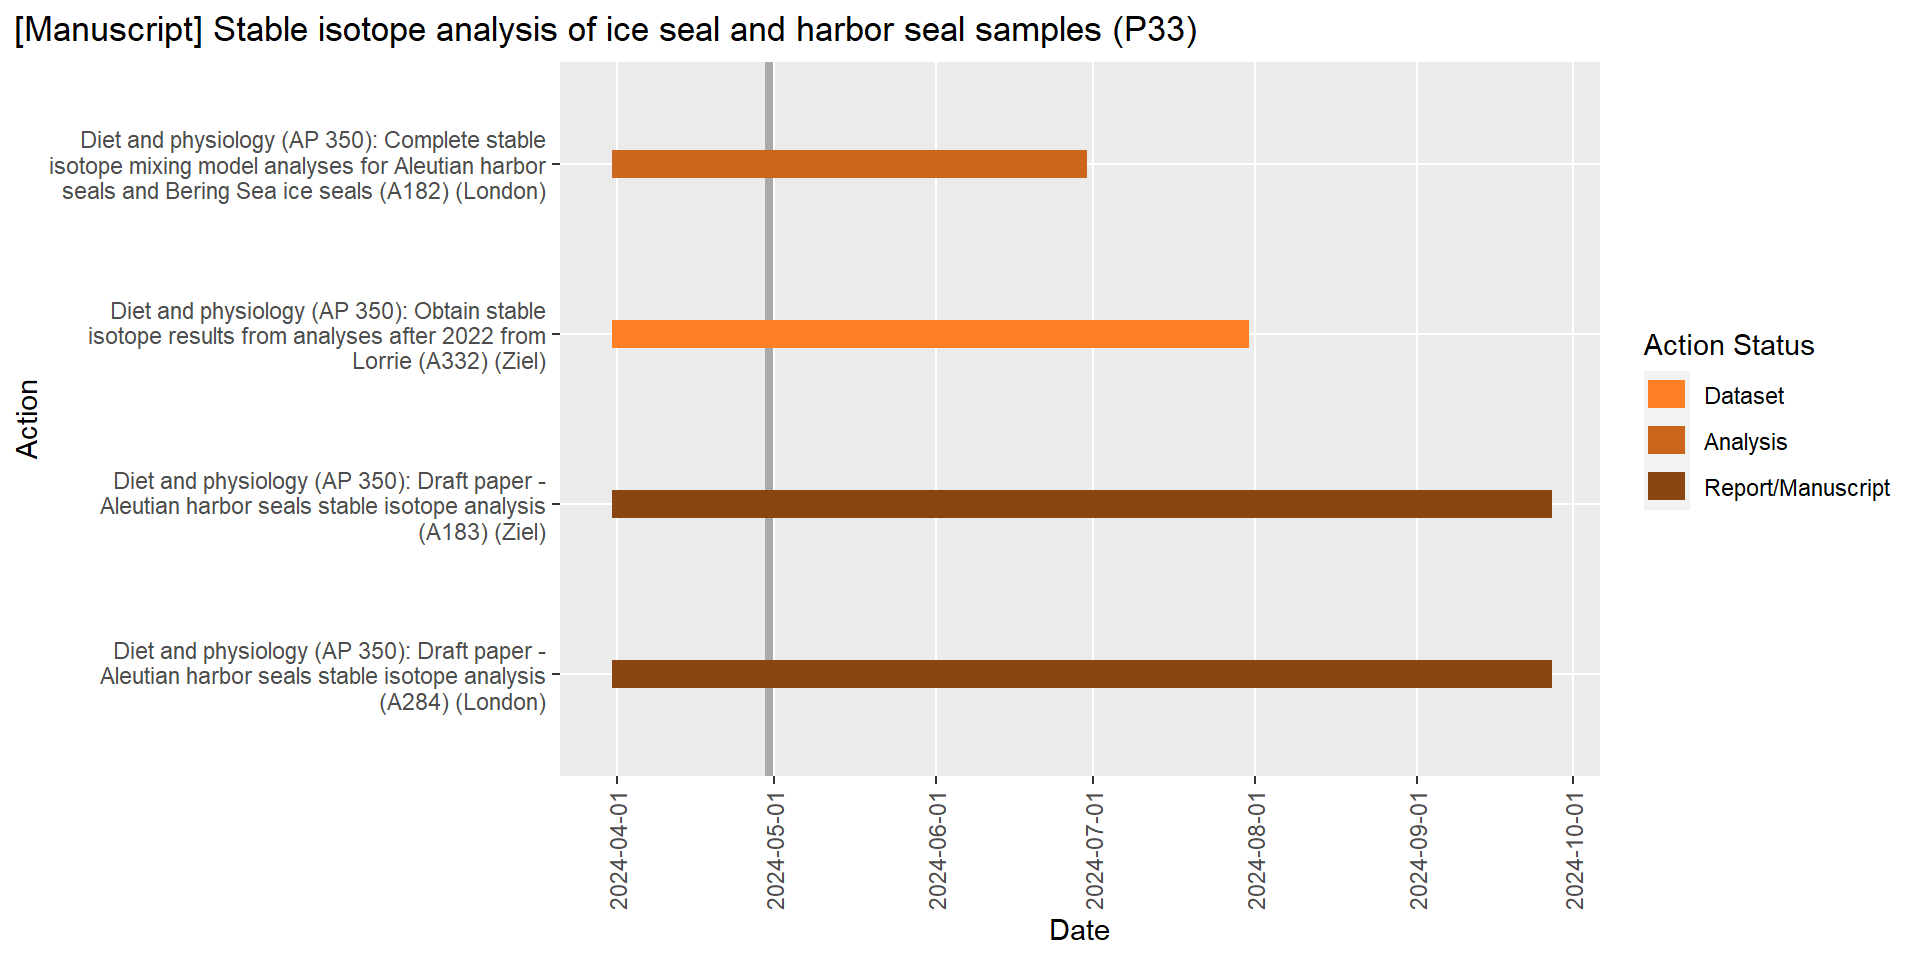 [Manuscript] Stable isotope analysis of ice seal and harbor seal samples (P33)
Diet and physiology (AP 350): Complete stable
isotope mixing model analyses for Aleutian harbor
seals and Bering Sea ice seals (A182) (London)
Diet and physiology (AP 350): Obtain stable
isotope results from analyses after 2022 from
Lorrie (A332) (Ziel)
Diet and physiology (AP 350): Draft paper -
Aleutian harbor seals stable isotope analysis
(A183) (Ziel)
Diet and physiology (AP 350): Draft paper -
Aleutian harbor seals stable isotope analysis
(A284) (London)
Action
2024-04-01
2024-05-01
2024-06-01
2024-07-01
2024-08-01
2024-09-01
2024-10-01
Date
Action Status
Dataset
Analysis
Report/Manuscript